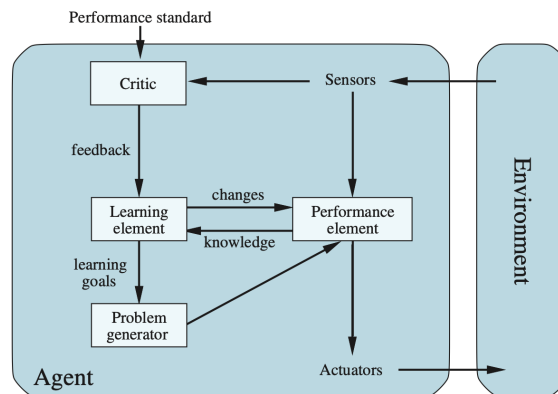 Performance standard
Critic
Sensors
feedback
changes
Learning
element
Performance
element
knowledge
learning
goals
Problem
generator
Actuators
Agent
Environment